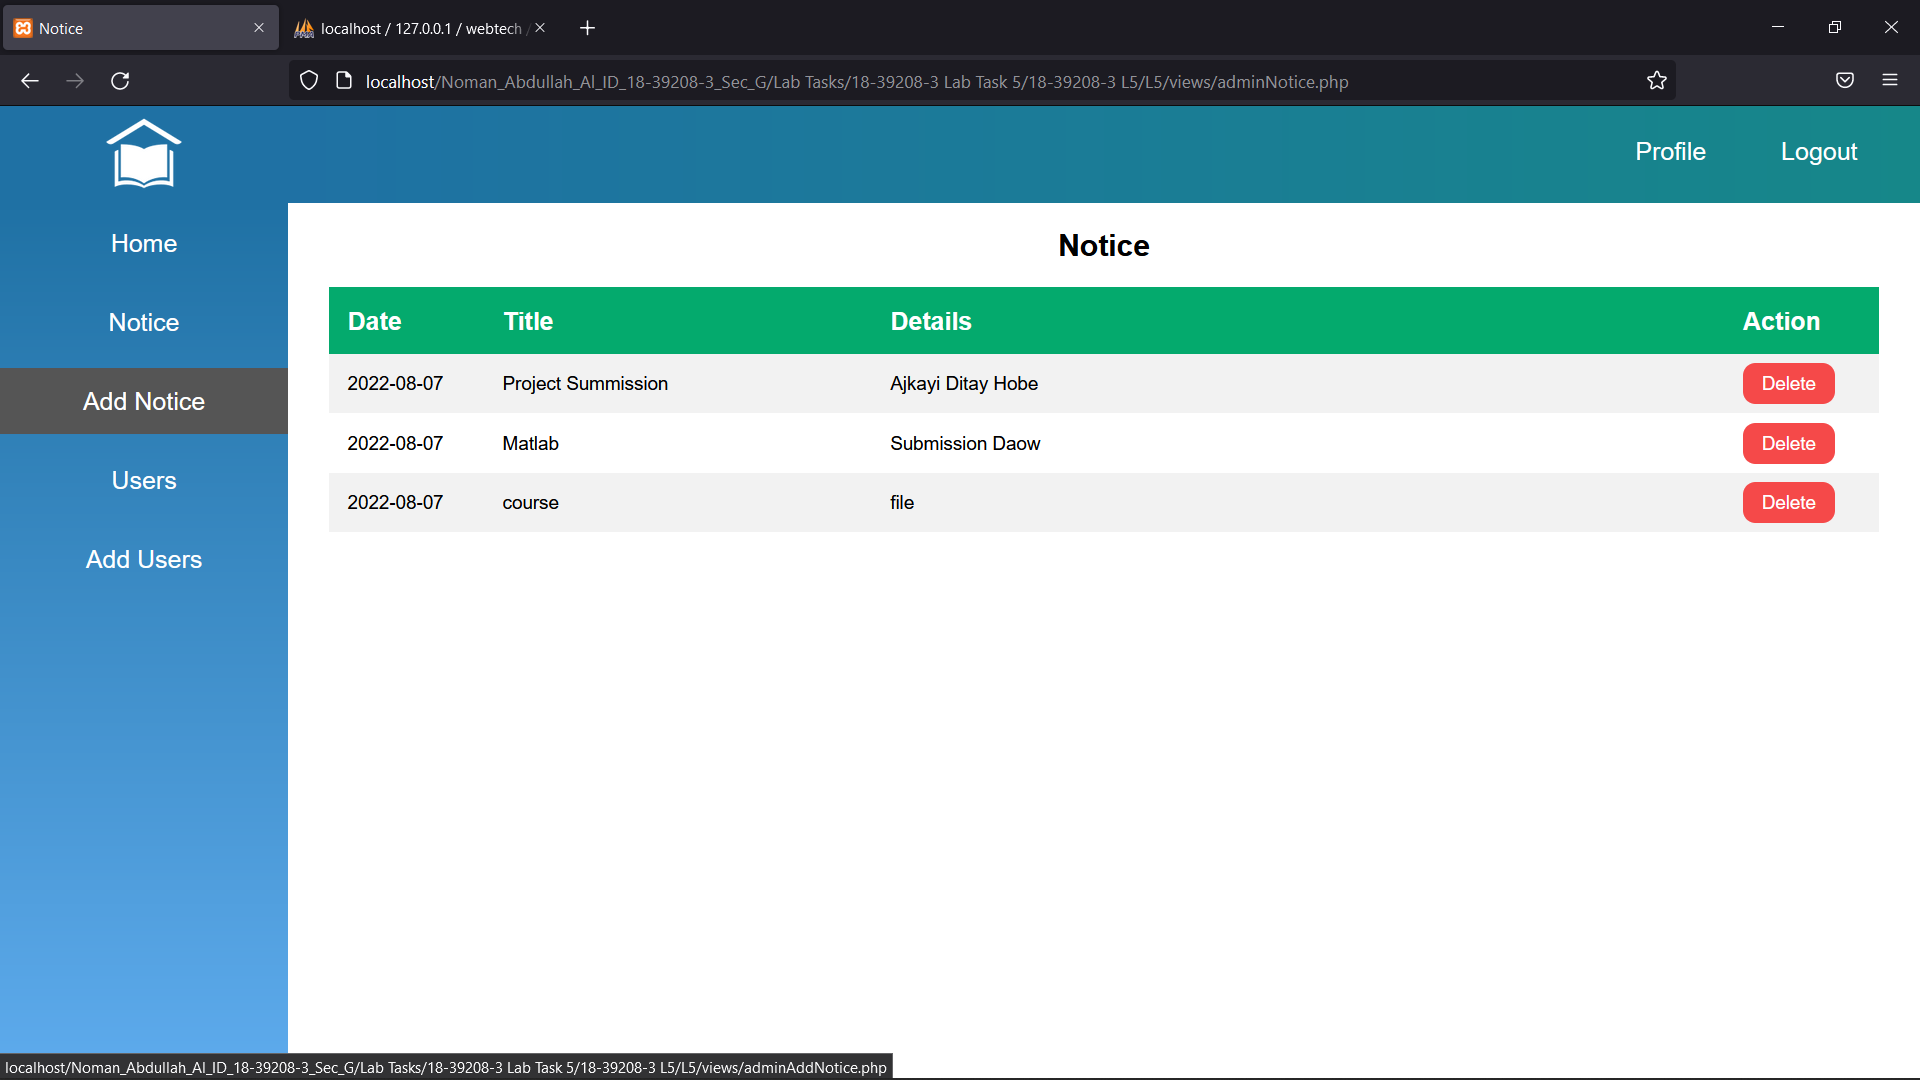 Notice
localhost / 127.0.0.1 / webtech /
localhost/Noman_Abdullah_Al_ID_18-39208-3_Sec_G/Lab Tasks/18-39208-3 Lab Task 5/18-39208-3 L5/L5/views/adminNotice.php
Profile Logout
Home
Notice
Add Notice
Users
Add Users
Notice
Date Title Details Action
2022-08-07 Project Summission Ajkayi Ditay Hobe Delete
2022-08-07 Matlab Submission Daow Delete
2022-08-07 course file Delete
localhost/Noman_Abdullah_Al_ID_18-39208-3_Sec_G/Lab Tasks/18-39208-3 Lab Task 5/18-39208-3 L5/L5/views/adminAddNotice.php